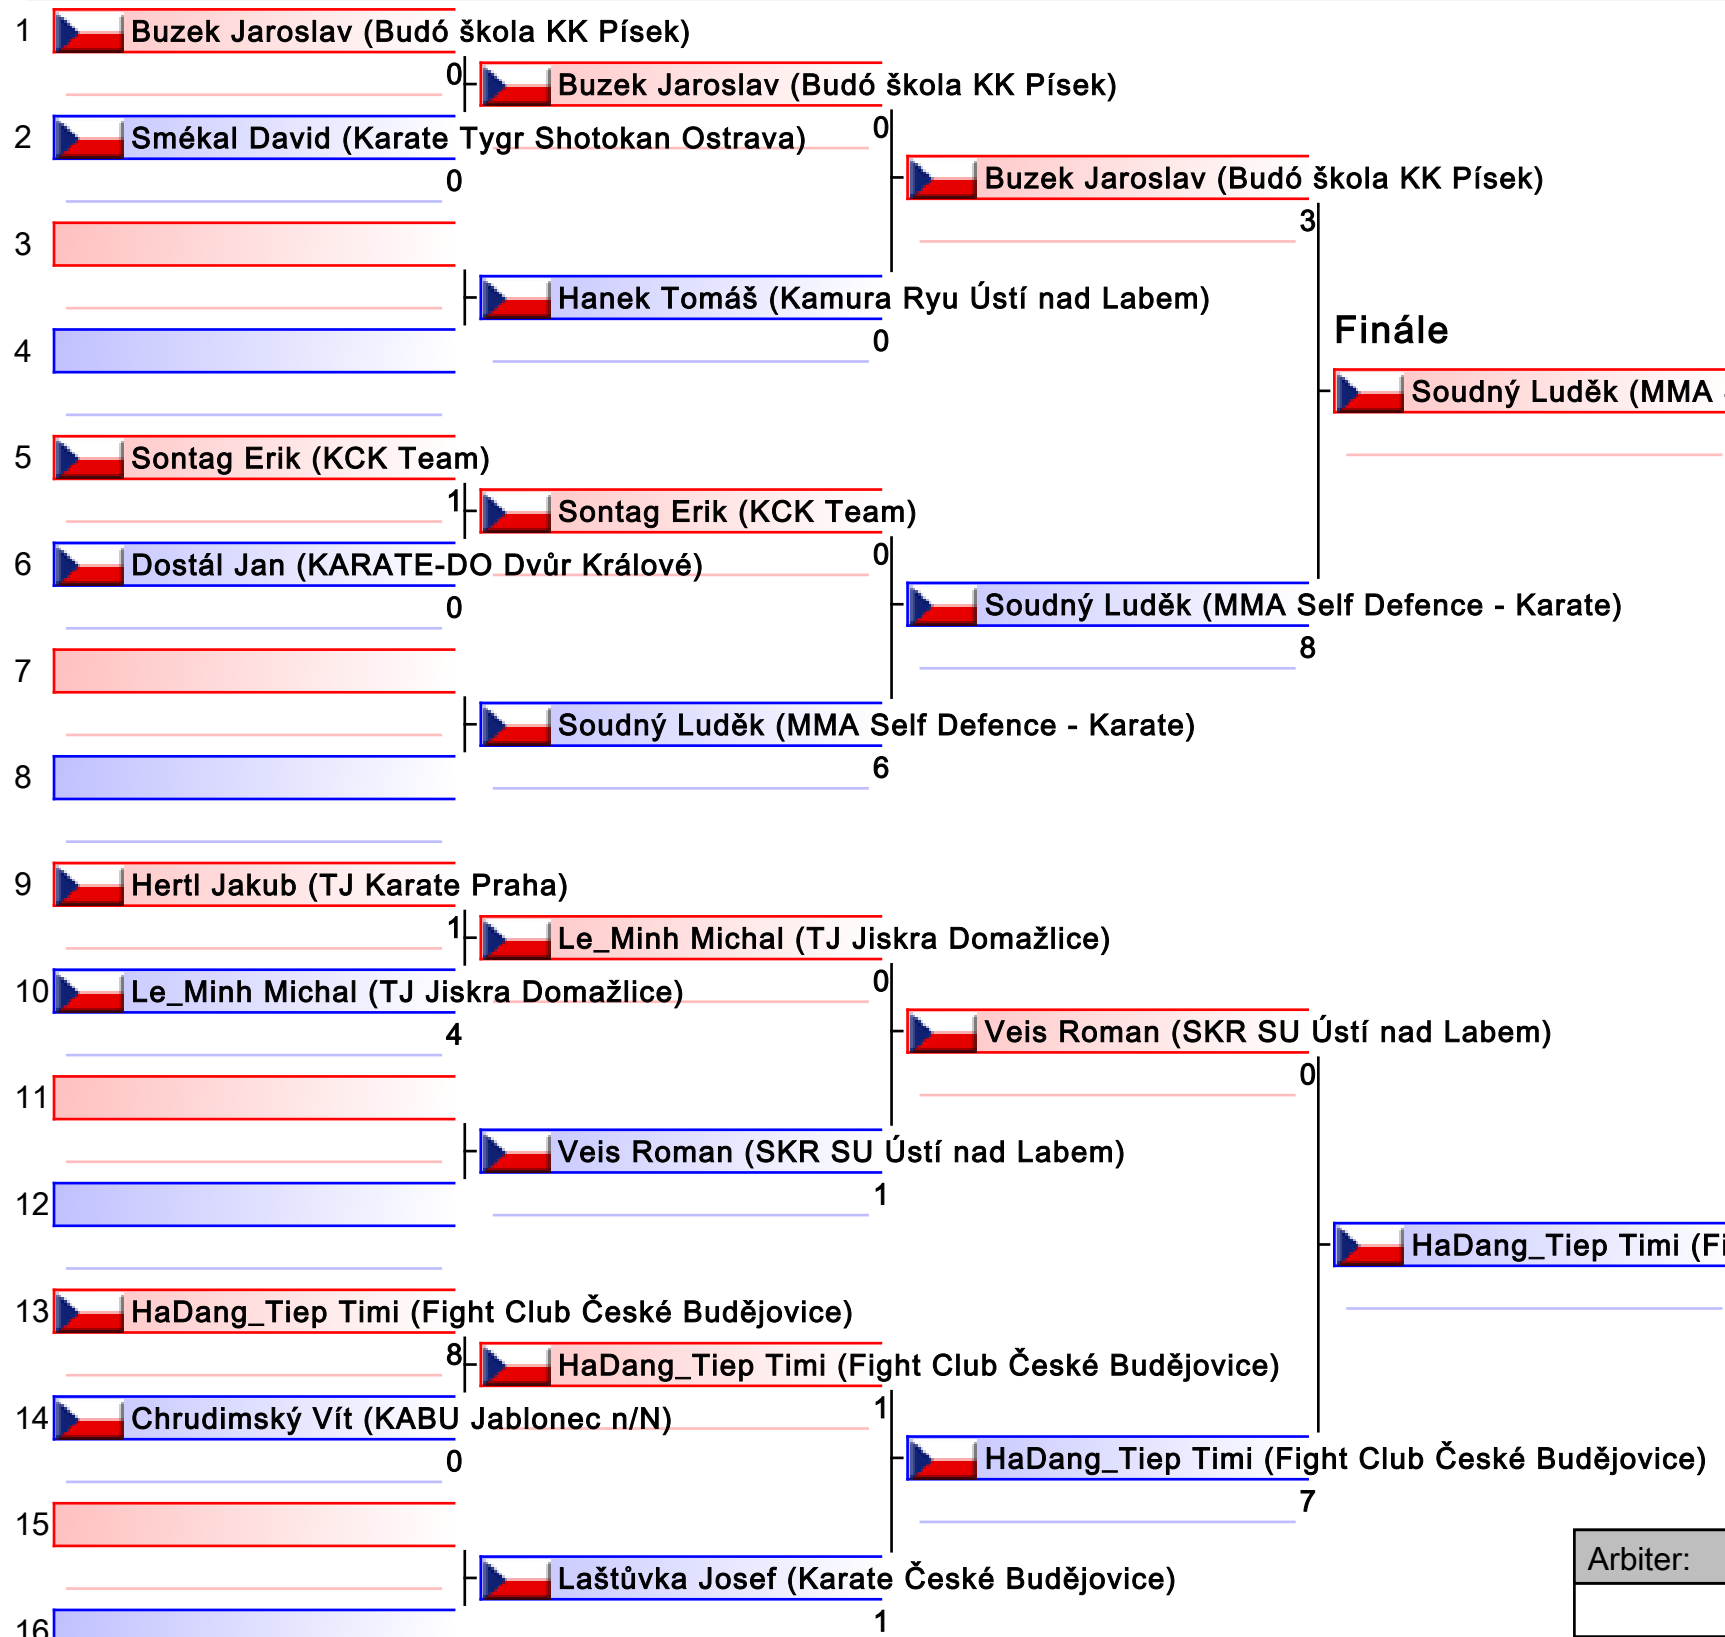 1 Buzek Jaroslav (Budó škola KK Písek)
0 Buzek Jaroslav (Budó škola KK Písek)
2 Smékal David (Karate Tygr Shotokan Ostrava)
0
0
Buzek Jaroslav (Budó škola KK Písek)
3
3
Hanek Tomáš (Kamura Ryu Ústí nad Labem)
0
4
Finále
Soudný Luděk (MMA
5 Sontag Erik (KCK Team)
1 Sontag Erik (KCK Team)
0
6 Dostál Jan (KARATE-DO Dvůr Králové)
0
Soudný Luděk (MMA Self Defence - Karate)
8
7
Soudný Luděk (MMA Self Defence - Karate)
6
8
9 Hertl Jakub (TJ Karate Praha)
1 Le_Minh Michal (TJ Jiskra Domažlice)
0
10 Le_Minh Michal (TJ Jiskra Domažlice)
4
Veis Roman (SKR SU Ústí nad Labem)
0
11
Veis Roman (SKR SU Ústí nad Labem)
1
12
HaDang_Tiep Timi (Fi
13 HaDang_Tiep Timi (Fight Club České Budějovice)
8 HaDang_Tiep Timi (Fight Club České Budějovice)
1
14 Chrudimský Vít (KABU Jablonec n/N)
0
HaDang_Tiep Timi (Fight Club České Budějovice)
7
15
Arbiter:
Laštůvka Josef (Karate České Budějovice)
1
16